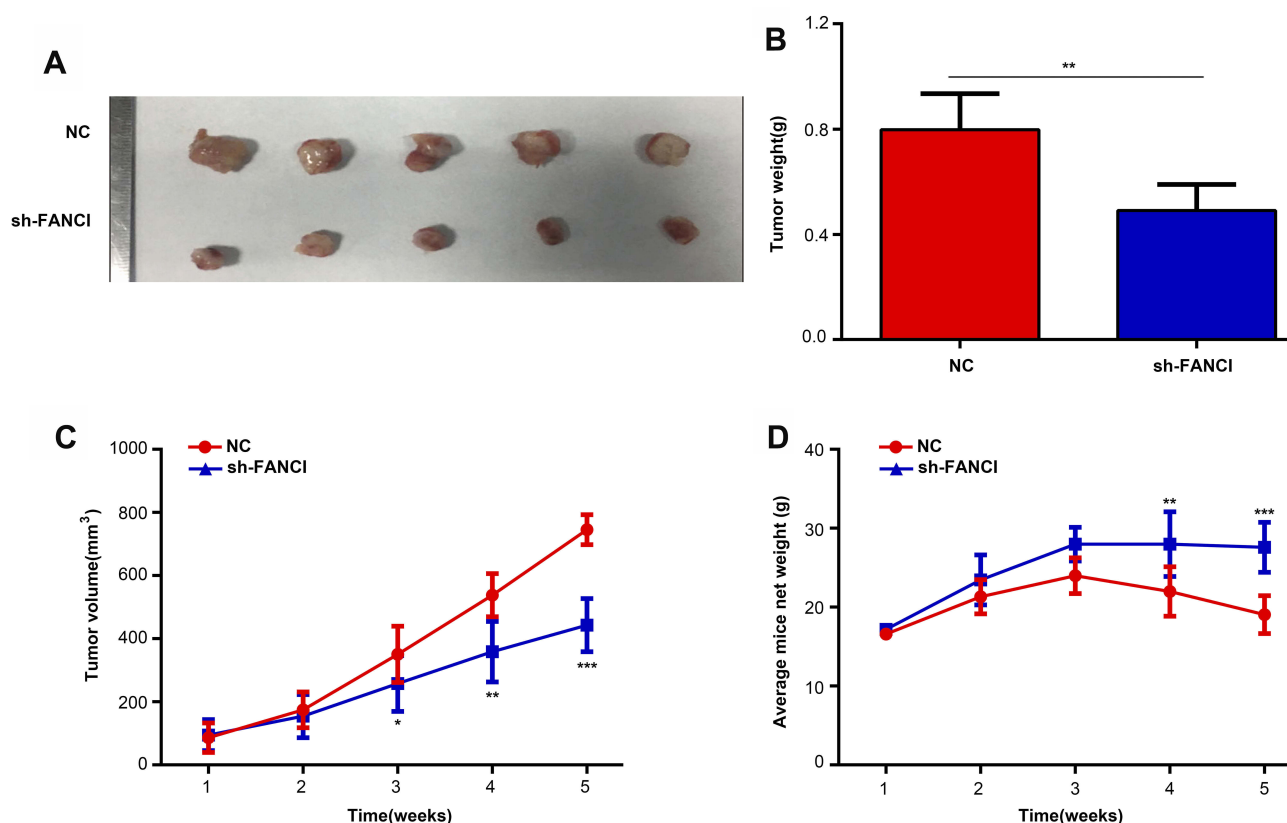 A
NC
sh-FANCI
B
Tumor weight(g)
1.2
0.8
0.4
0.0
**
NC
sh-FANCI
C
NC
sh-FANCI
Tumor volume(mm³)
1000
800
600
400
200
0
*
**
***
1 2 3 4 5
Time(weeks)
D
NC
sh-FANCI
Average mice net weight (g)
40
30
20
10
0
**
***
1 2 3 4 5
Time(weeks)